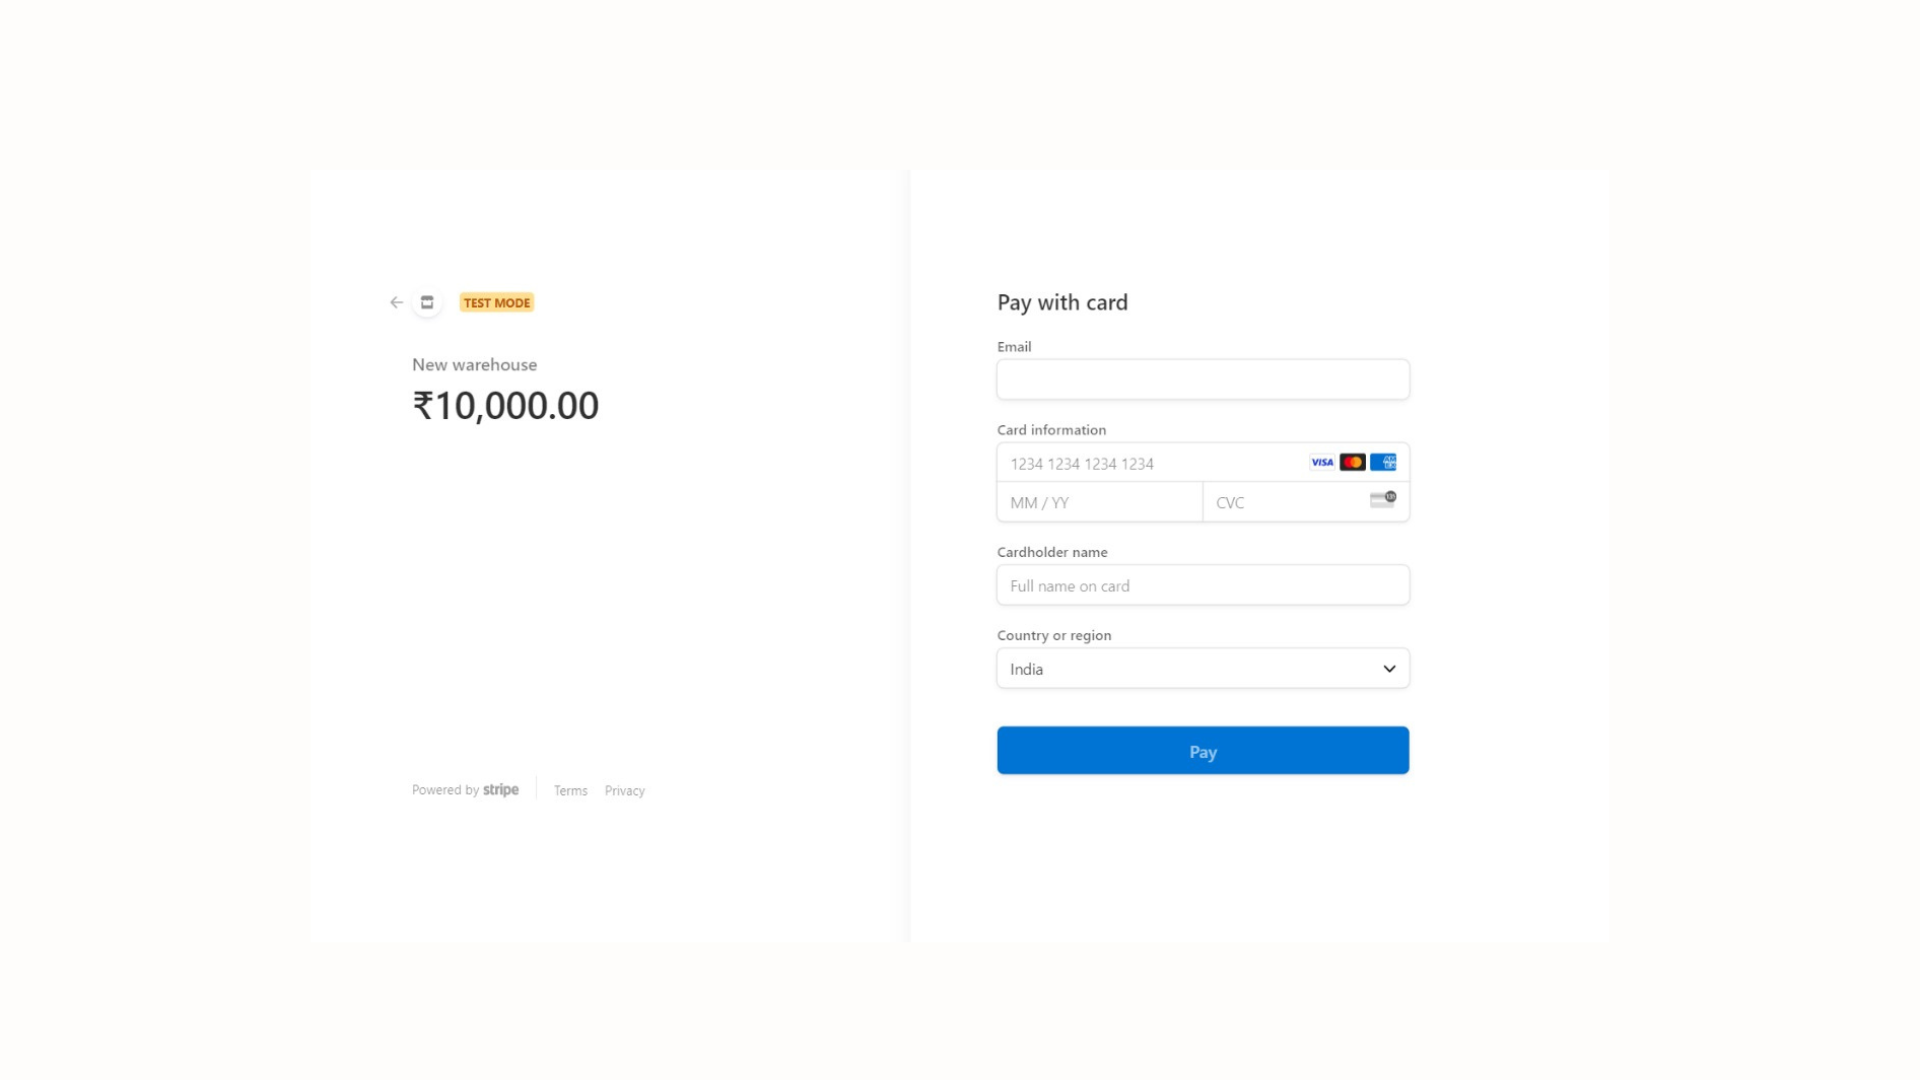 TEST MODE
New warehouse
₹10,000.00
Powered by stripe
Terms
Privacy
Pay with card
Email
Card information
1234 1234 1234 1234
VISA
MM / YY
CVC
Cardholder name
Full name on card
Country or region
India
Pay